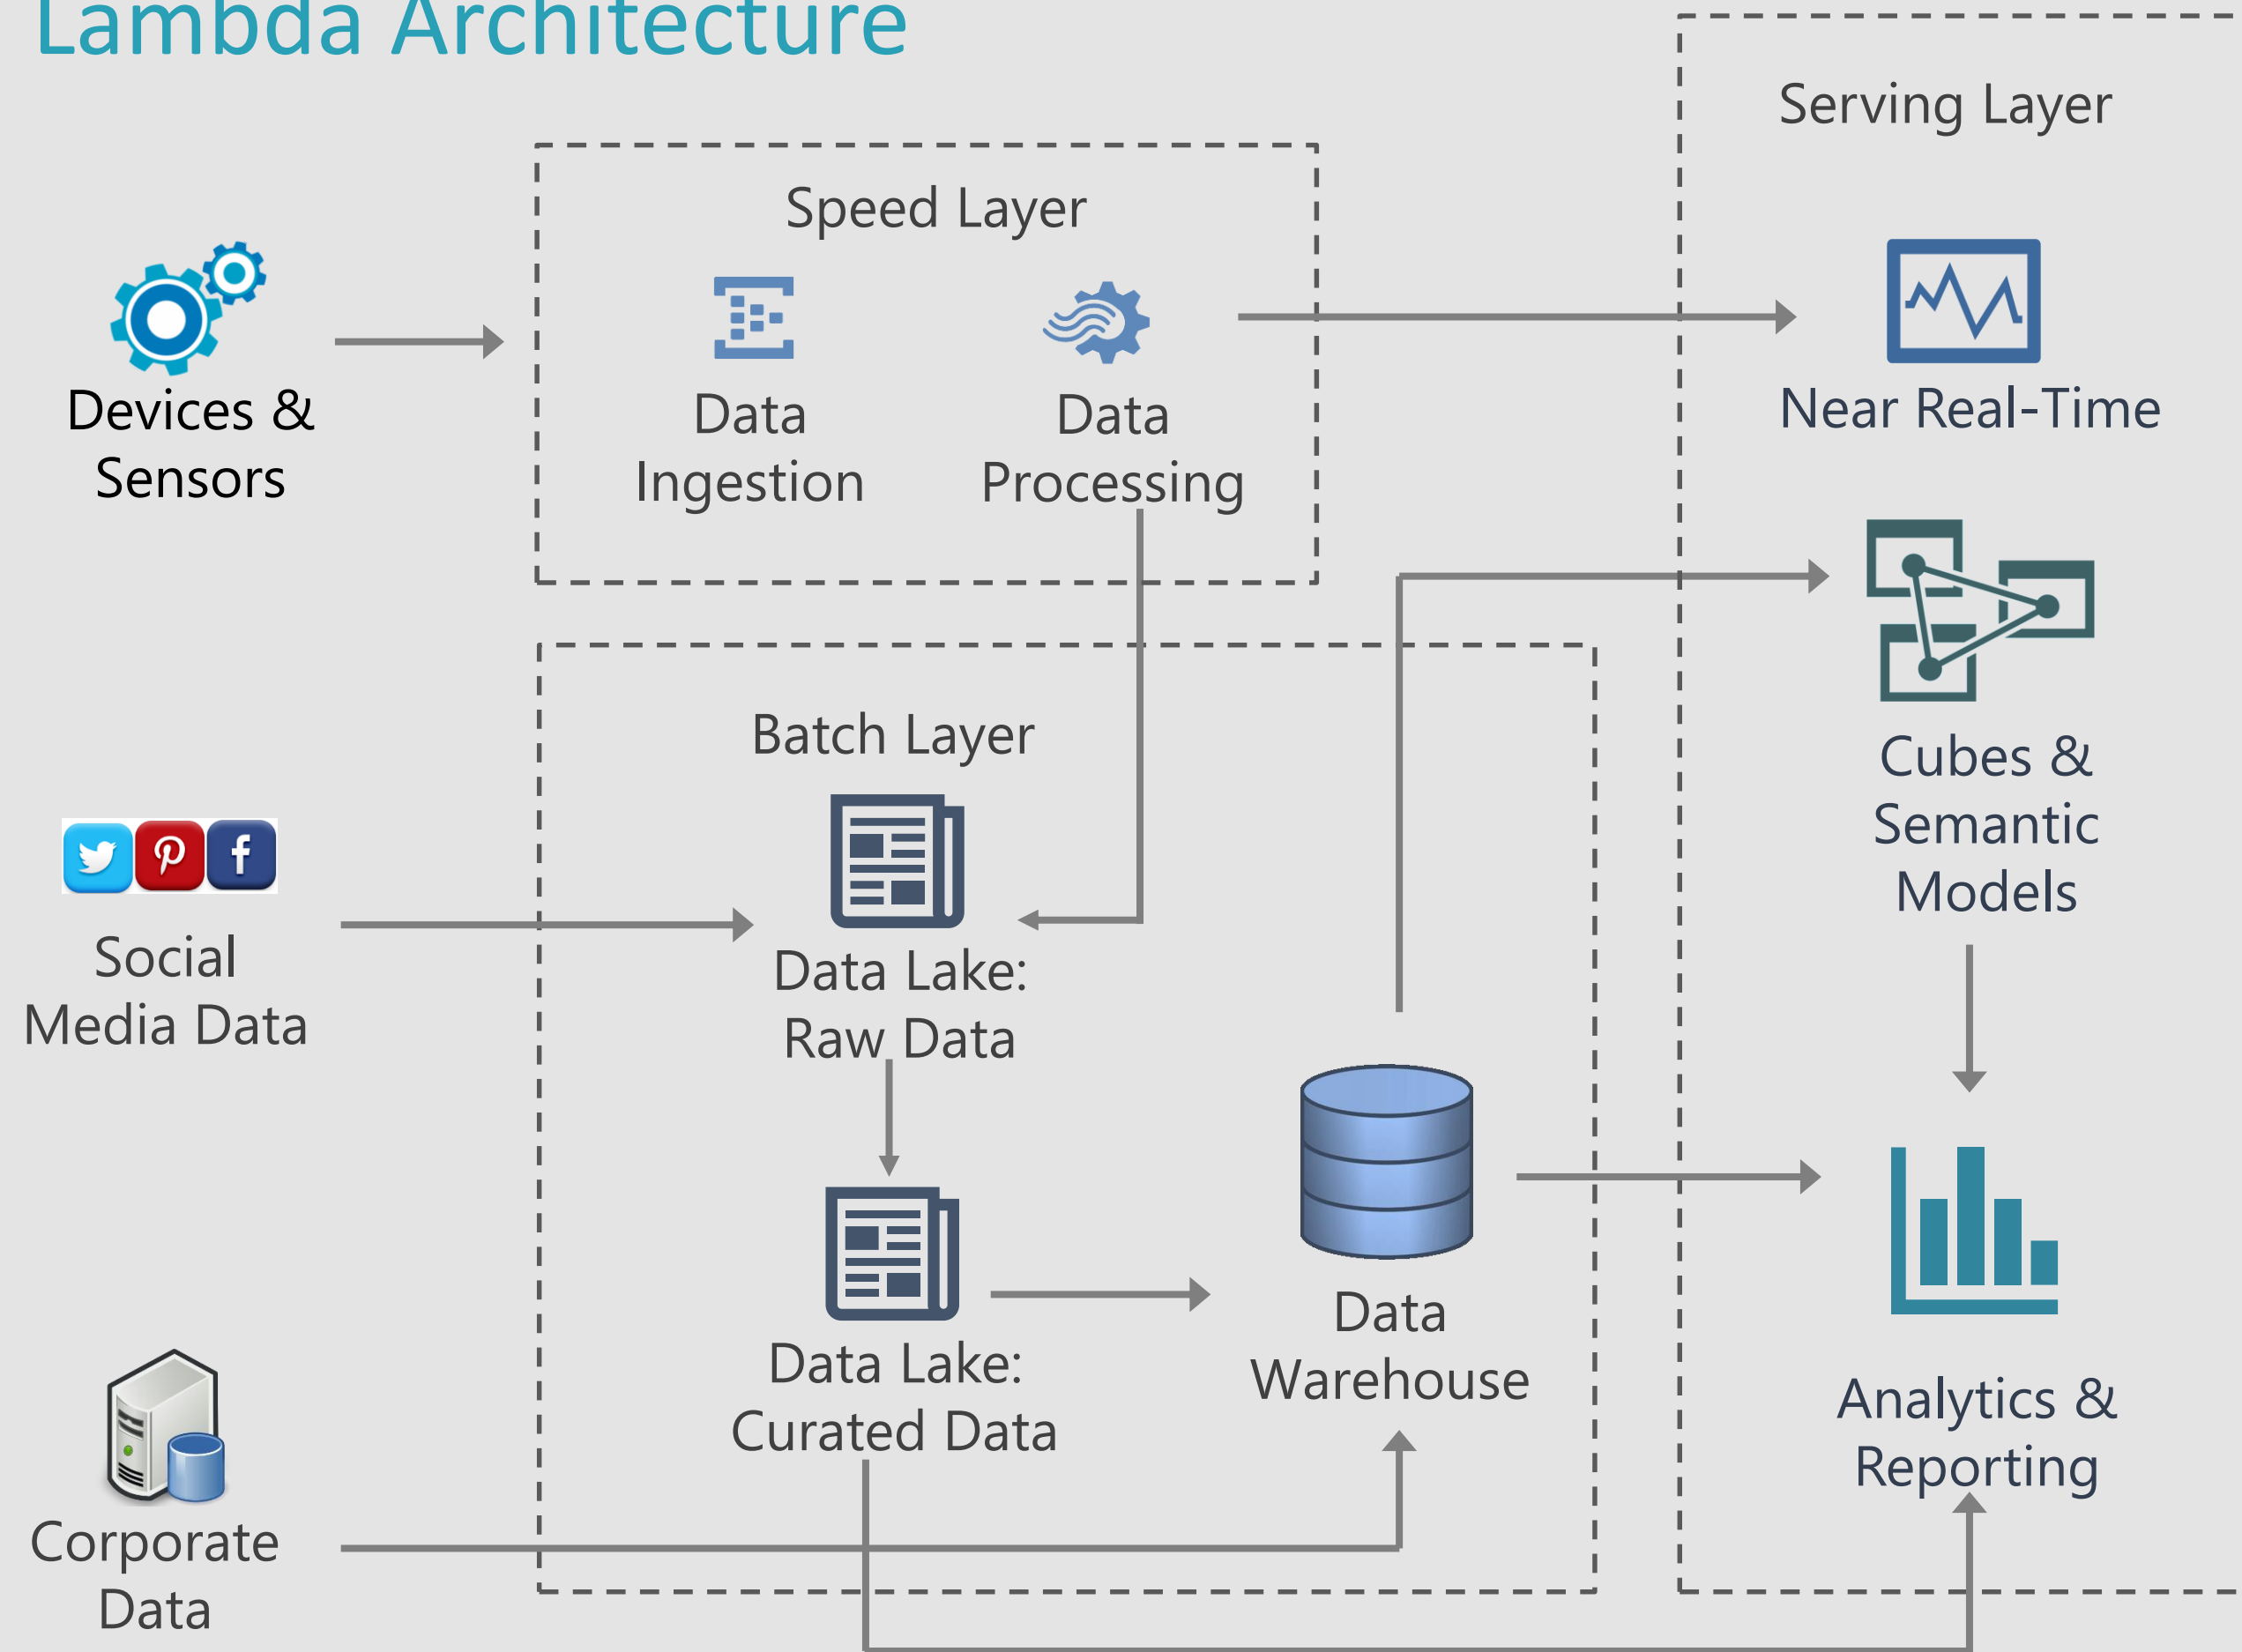 Lambda Architecture
Serving Layer
Speed Layer
Devices &
Sensors
Data
Ingestion
Data
Processing
Near Real-Time
Batch Layer
Cubes &
Semantic
Models
Social
Media Data
Data Lake:
Raw Data
Data
Warehouse
Data Lake:
Curated Data
Analytics &
Reporting
Corporate
Data